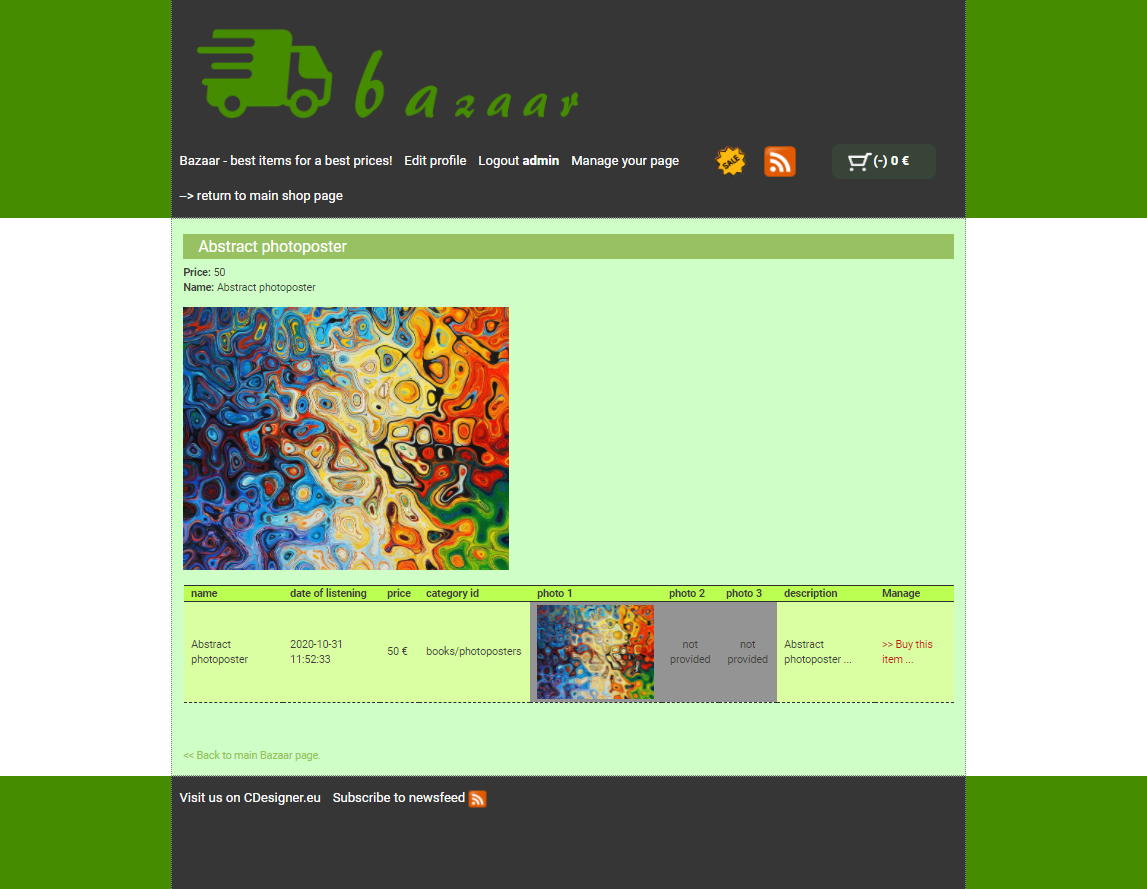 bazaar
Bazaar - best items for a best prices! Edit profile Logout admin Manage your page SALE (-) 0 €
--> return to main shop page
Abstract photoposter
Price: 50
Name: Abstract photoposter
name date of listening price category id photo 1 photo 2 photo 3 description Manage
Abstract photoposter 2020-10-31 11:52:33 50 € books/photoposters not provided not provided Abstract photoposter ... >> Buy this item ...
<< Back to main Bazaar page.
Visit us on CDesigner.eu Subscribe to newsfeed